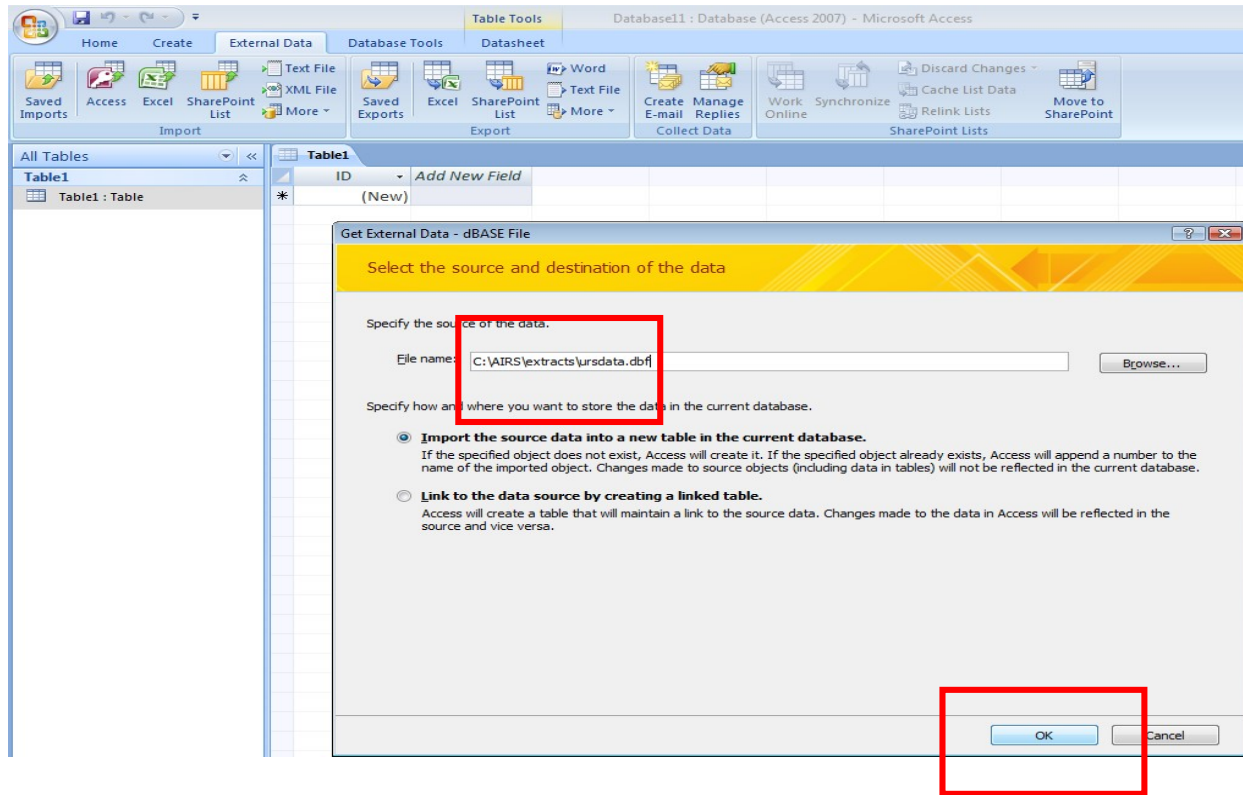 Table Tools Database11 : Database (Access 2007) - Microsoft Access
Home Create External Data Database Tools Datasheet
Saved Imports
Access
Excel
SharePoint List
Text File
XML File
More
Import
Saved Exports
Excel
SharePoint List
Word
Text File
More
Export
Create E-mail
Manage Replies
Collect Data
Work Online
Synchronize
Discard Changes
Cache List Data
Relink Lists
Move to SharePoint
SharePoint Lists
All Tables
Table1
Table1 : Table
Table1
ID Add New Field
* (New)
Get External Data - dBASE File
Select the source and destination of the data
Specify the source of the data.
File name: C:\AIRS\extracts\ursdata.dbf Browse...
Specify how and where you want to store the data in the current database.
Import the source data into a new table in the current database.
If the specified object does not exist, Access will create it. If the specified object already exists, Access will append a number to the
name of the imported object. Changes made to source objects (including data in tables) will not be reflected in the current database.
Link to the data source by creating a linked table.
Access will create a table that will maintain a link to the source data. Changes made to the data in Access will be reflected in the
source and vice versa.
OK Cancel